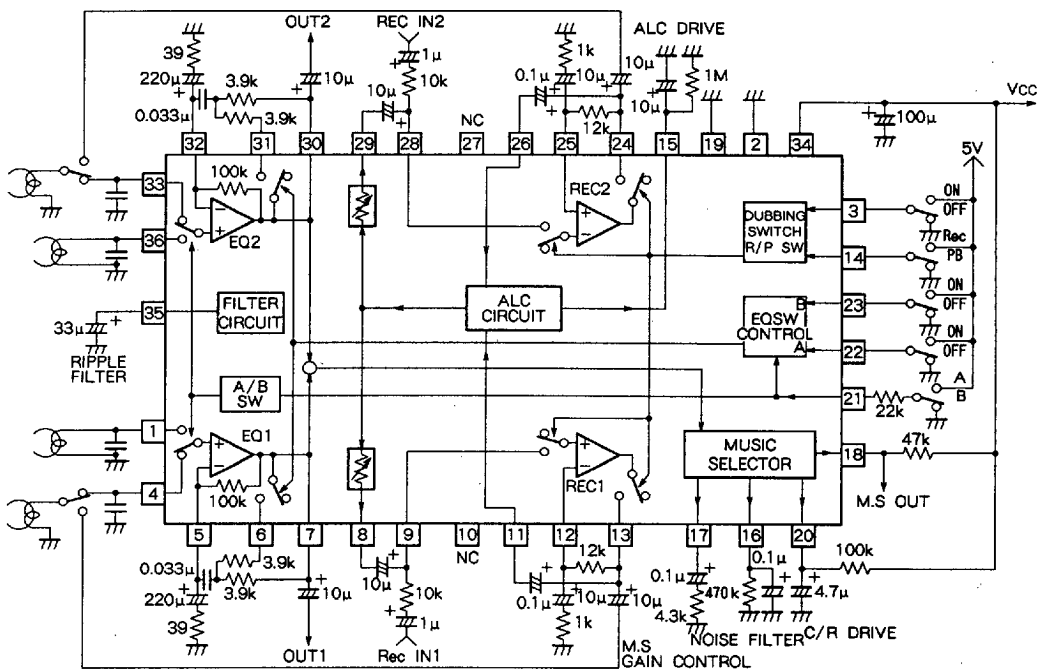 OUT2 REC IN2 ALC DRIVE
39 1μ 1k
220μ + 3.9k 10μ 10k 10μ 0.1μ 10μ 10μ 10μ 1M Vcc
0.033μ 3.9k NC 12k 100μ
32 31 30 29 28 27 26 25 24 15 19 2 34
5V
33 100k REC2 ON
3 OFF
EQ2 DUBBING
SWITCH
R/P SW
36 Rec
14 PB
35 FILTER
CIRCUIT
ALC
CIRCUIT
B 23 ON
OFF
EQSW
CONTROL
A 22 ON
OFF
33μ +
RIPPLE
FILTER
A/B
SW
21 22k A
B
1 EQ1
MUSIC
SELECTOR
18 47k
M.S OUT
4 100k REC1
5 6 7 8 9 10 11 12 13 17 16 20
NC
0.033μ 3.9k 12k 0.1μ 100k
220μ 3.9k 10μ 10μ 10k 0.1μ 10μ 10μ 0.1μ 470k 4.7μ
39 1μ 1k 4.3k
NOISE FILTER C/R DRIVE
OUT1 Rec IN1 M.S
GAIN CONTROL